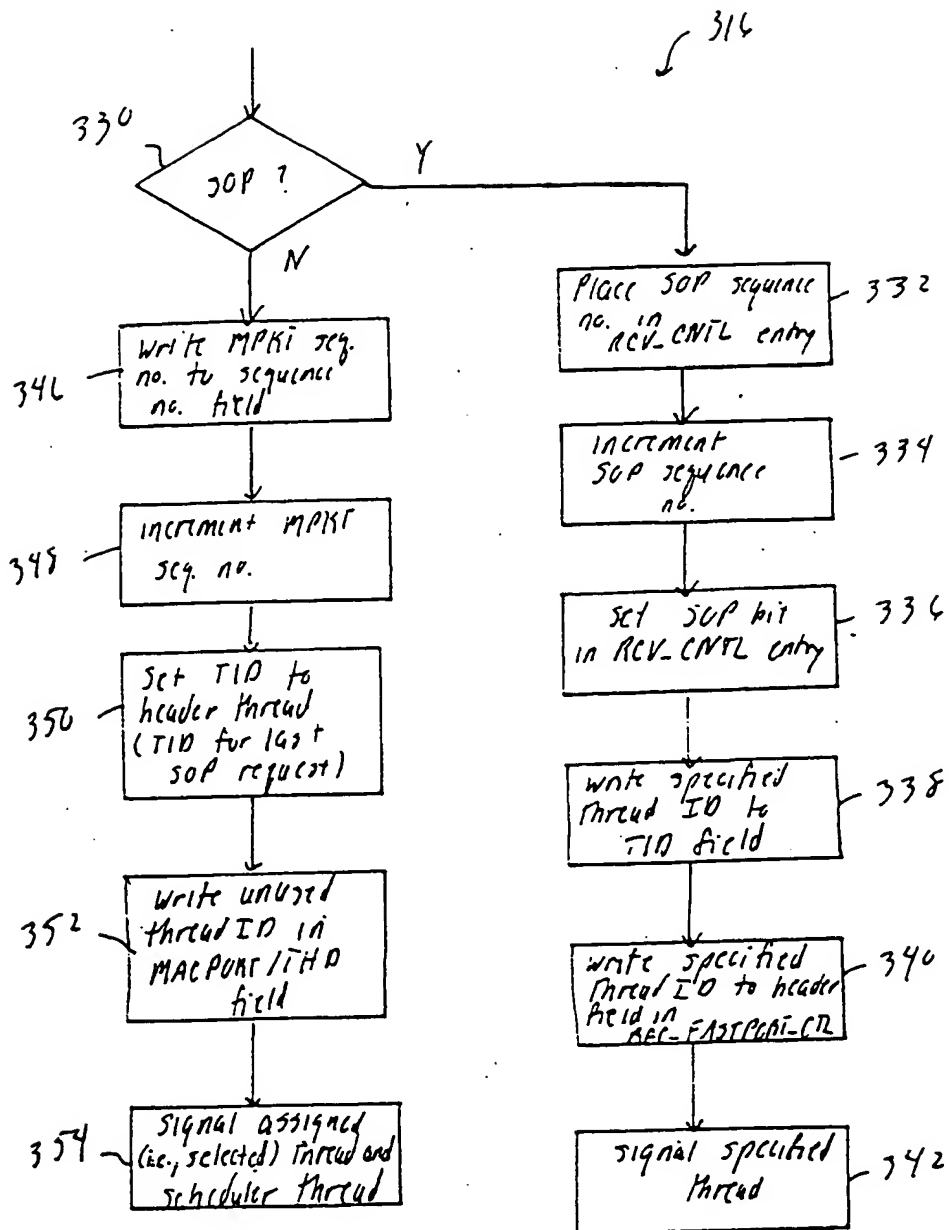 316
330
SOP ?
Y
N
Place SOP sequence
no. in
RCV_CNTL entry
332
346
Write MPKT seq.
no. to sequence
no. field
increment
SOP sequence
no.
334
348
increment MPKT
seq. no.
set SOP bit
in RCV_CNTL entry
336
350
Set TID to
header thread
(TID for last
SOP request)
write specified
thread ID to
TID field
338
352
Write unused
thread ID in
MACPORT/THD
field
write specified
thread ID to header
field in
REC_FASTPORT_CTL
340
354
signal assigned
(i.e., selected) thread and
scheduler thread
signal specified
thread
342